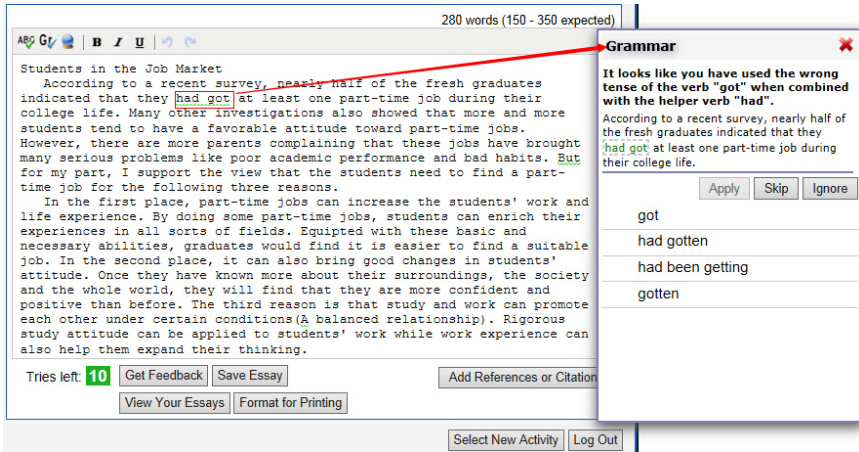 280 words (150 - 350 expected)
ABC Gr B I U
Students in the Job Market
According to a recent survey, nearly half of the fresh graduates
indicated that they had got at least one part-time job during their
college life. Many other investigations also showed that more and more
students tend to have a favorable attitude toward part-time jobs.
However, there are more parents complaining that these jobs have brought
many serious problems like poor academic performance and bad habits. But
for my part, I support the view that the students need to find a part-
time job for the following three reasons.
In the first place, part-time jobs can increase the students' work and
life experience. By doing some part-time jobs, students can enrich their
experiences in all sorts of fields. Equipted with these basic and
necessary abilities, graduates would find it is easier to find a suitable
job. In the second place, it can also bring good changes in students'
attitude. Once they have known more about their surroundings, the society
and the whole world, they will find that they are more confident and
positive than before. The third reason is that study and work can promote
each other under certain conditions(A balanced relationship). Rigorous
study attitude can be applied to students' work while work experience can
also help them expand their thinking.
Tries left: 10 Get Feedback Save Essay Add References or Citation
View Your Essays Format for Printing
Select New Activity Log Out
Grammar
It looks like you have used the wrong
tense of the verb "got" when combined
with the helper verb "had".
According to a recent survey, nearly half of
the fresh graduates indicated that they
had got at least one part-time job during
their college life.
Apply Skip Ignore
got
had gotten
had been getting
gotten